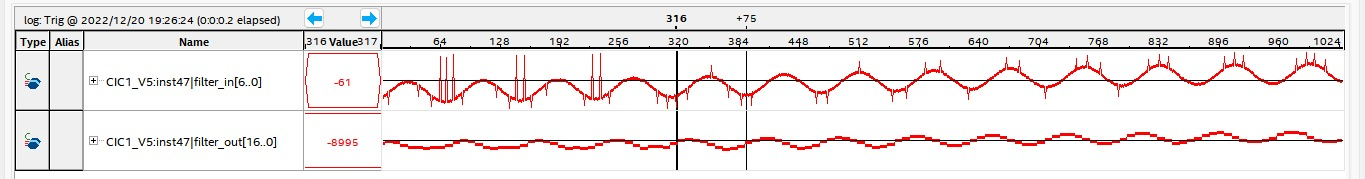 log: Trig @ 2022/12/20 19:26:24 (0:0:0.2 elapsed) 316 +75
Type Alias Name 316 Value 317 64 128 192 256 320 384 448 512 576 640 704 768 832 896 960 1024
CIC1_V5:inst47|filter_in[6..0] -61
CIC1_V5:inst47|filter_out[16..0] -8995